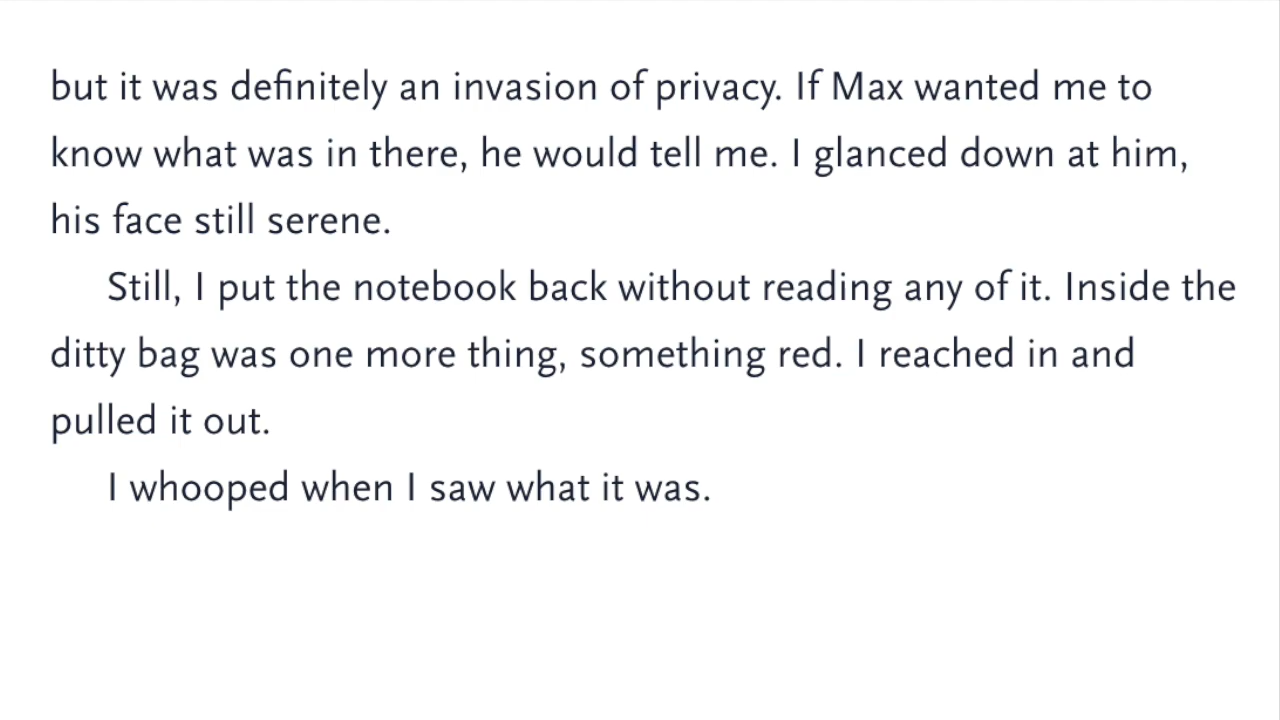 but it was definitely an invasion of privacy. If Max wanted me to
know what was in there, he would tell me. I glanced down at him,
his face still serene.
Still, I put the notebook back without reading any of it. Inside the
ditty bag was one more thing, something red. I reached in and
pulled it out.
I whooped when I saw what it was.